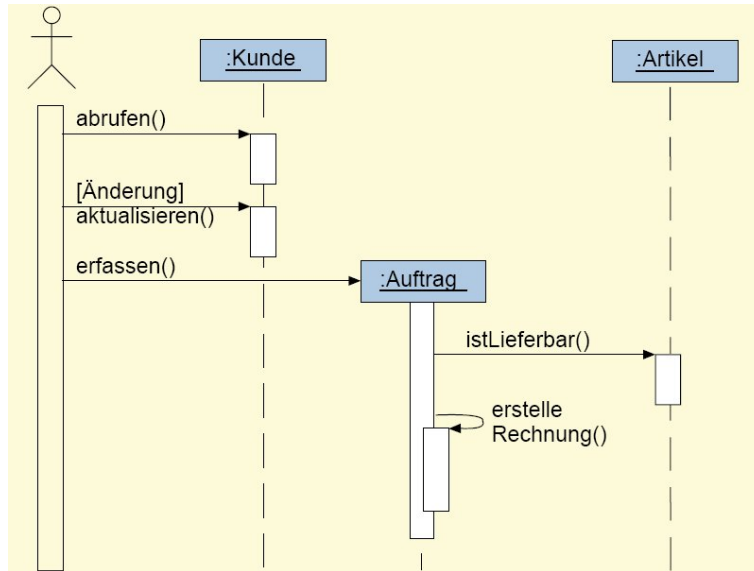 :Kunde
:Artikel
abrufen()
[Änderung]
aktualisieren()
erfassen()
:Auftrag
istLieferbar()
erstelle
Rechnung()